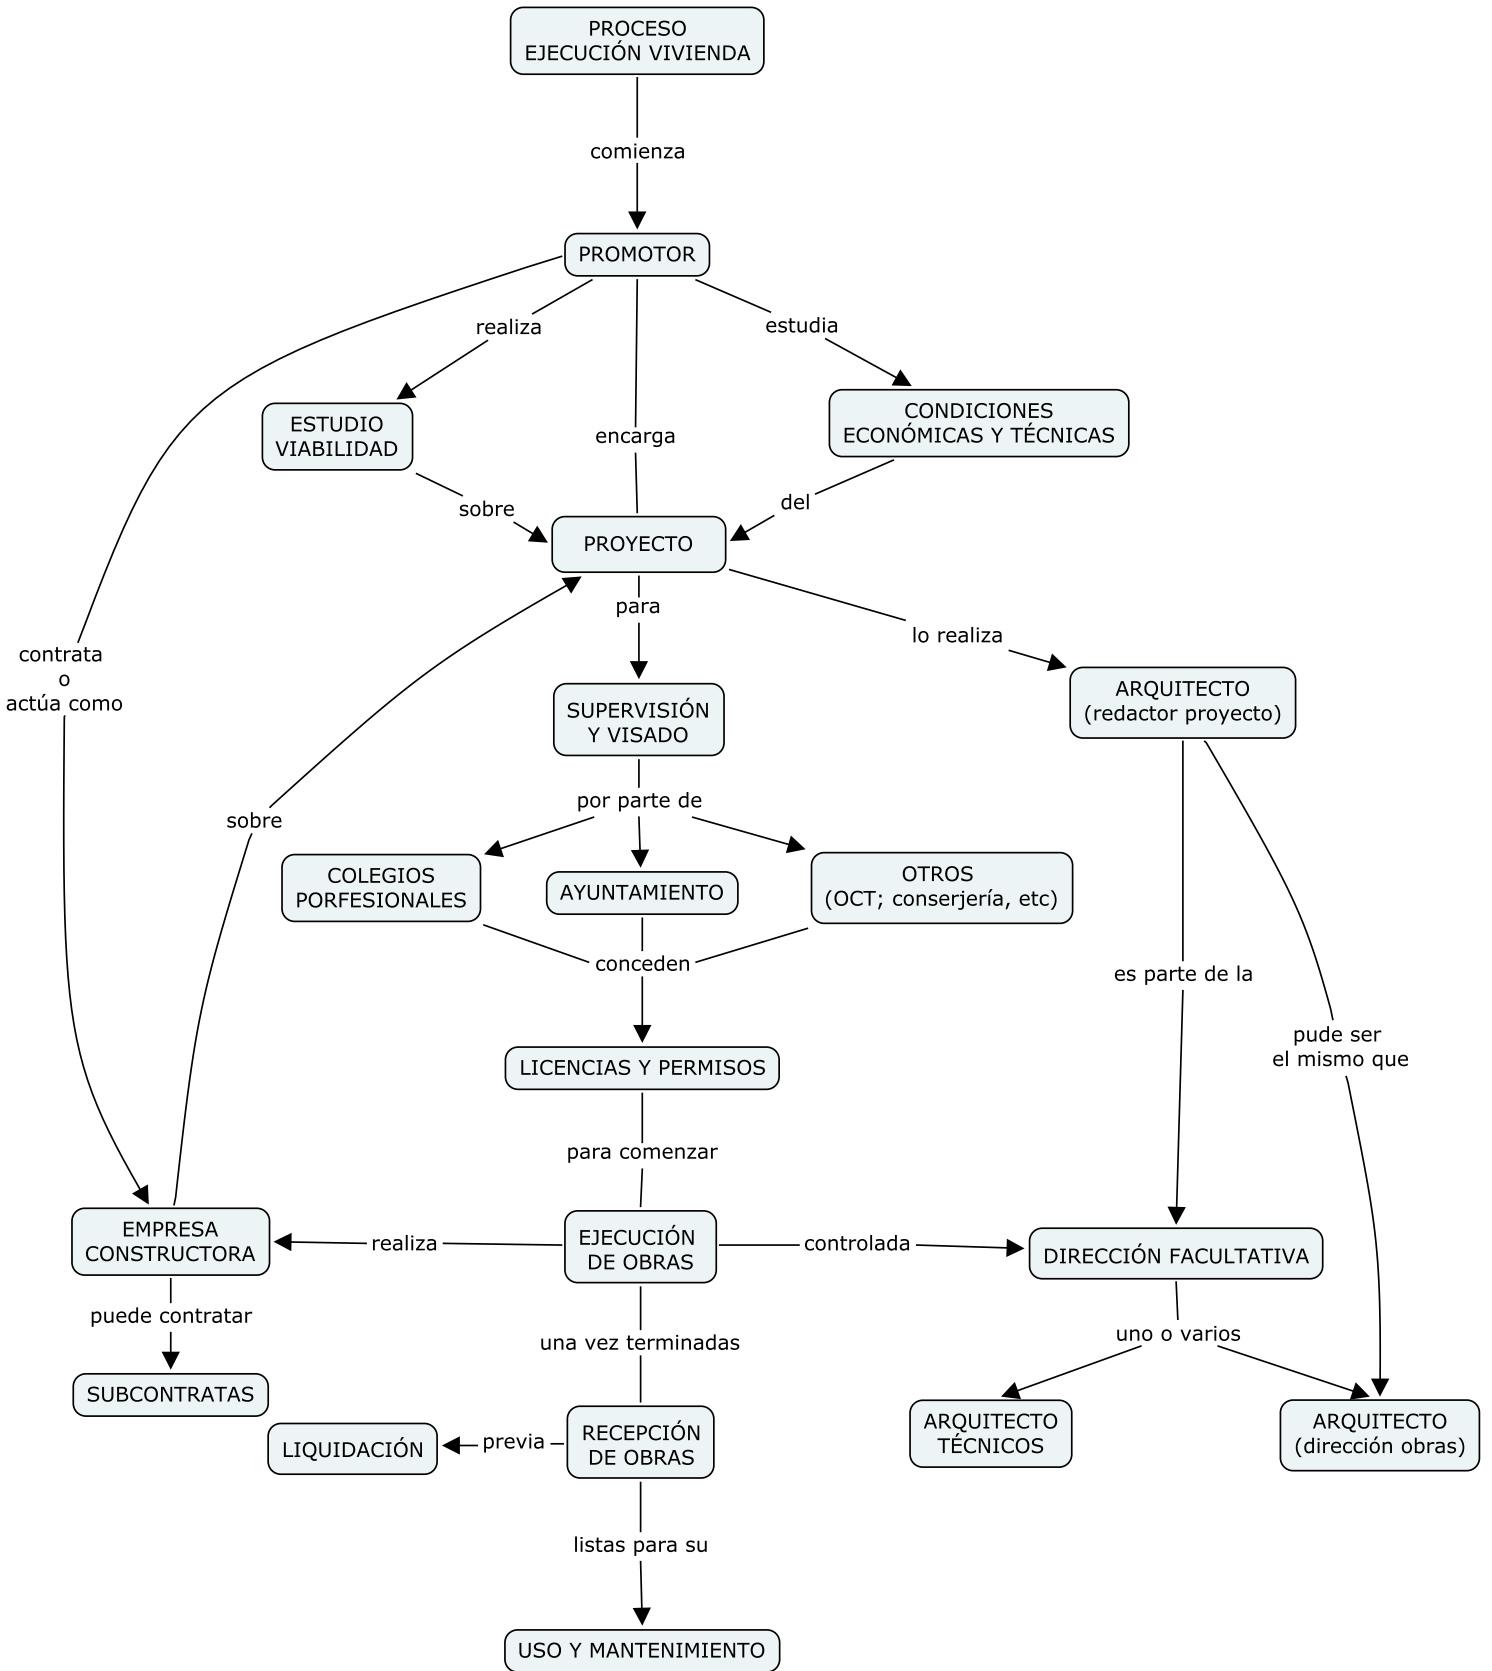 PROCESO
EJECUCIÓN VIVIENDA
comienza
PROMOTOR
realiza
estudia
ESTUDIO
VIABILIDAD
encarga
CONDICIONES
ECONÓMICAS Y TÉCNICAS
sobre
del
PROYECTO
para
lo realiza
contrata
o
actúa como
ARQUITECTO
(redactor proyecto)
SUPERVISIÓN
Y VISADO
sobre
por parte de
COLEGIOS
PORFESIONALES
AYUNTAMIENTO
OTROS
(OCT; conserjería, etc)
conceden
es parte de la
pude ser
el mismo que
LICENCIAS Y PERMISOS
para comenzar
EMPRESA
CONSTRUCTORA
realiza
EJECUCIÓN
DE OBRAS
controlada
DIRECCIÓN FACULTATIVA
puede contratar
una vez terminadas
uno o varios
SUBCONTRATAS
LIQUIDACIÓN
previa
RECEPCIÓN
DE OBRAS
ARQUITECTO
TÉCNICOS
ARQUITECTO
(dirección obras)
listas para su
USO Y MANTENIMIENTO